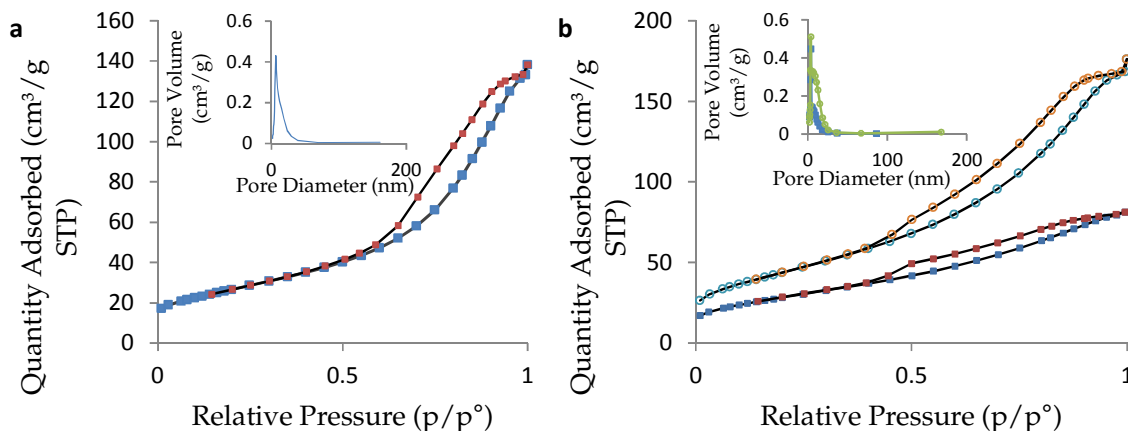 a
Quantity Adsorbed (cm³/g
STP)
160
140
120
100
80
60
40
20
0
0
0.5
1
Relative Pressure (p/p°)
Pore Volume
(cm³/g)
0.6
0.4
0.2
0
0
200
Pore Diameter (nm)
b
Quantity Adsorbed (cm³/g
STP)
200
150
100
50
0
0
0.5
1
Relative Pressure (p/p°)
Pore Volume
(cm³/g)
0.6
0.4
0.2
0
0
100
200
Pore Diameter (nm)